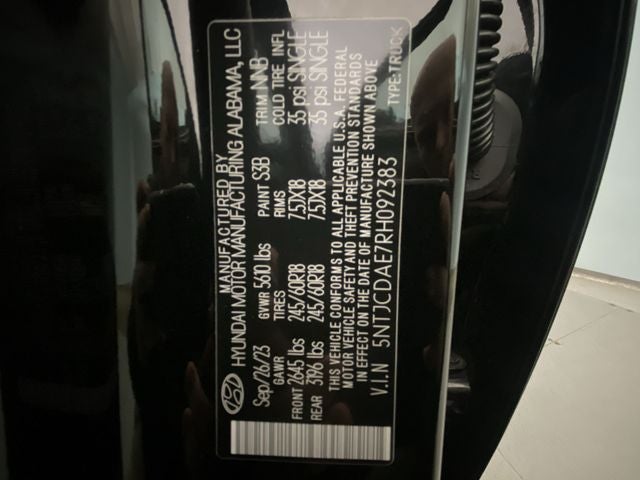 MANUFACTURED BY
HYUNDAI MOTOR MANUFACTURING ALABAMA, LLC
Sep/26/23 GVWR 5610 lbs PAINT S3B TRIM NNB
GAWR TIRES RIMS COLD TIRE INFL
FRONT 2645 lbs 245/60R18 7.5JX18 35 psi SINGLE
REAR 3196 lbs 245/60R18 7.5JX18 35 psi SINGLE
THIS VEHICLE CONFORMS TO ALL APPLICABLE U.S.A. FEDERAL
MOTOR VEHICLE SAFETY AND THEFT PREVENTION STANDARDS
IN EFFECT ON THE DATE OF MANUFACTURE SHOWN ABOVE
V.I.N 5NTJCDAE7RH092383 TYPE:TRUCK